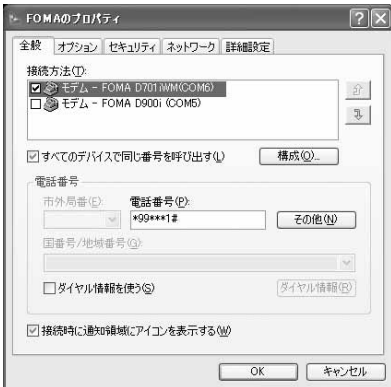 FOMAのプロパティ
全般 オプション セキュリティ ネットワーク 詳細設定
接続方法(T):
モデム - FOMA D701iWM(COM6)
モデム - FOMA D900i (COM5)
すべてのデバイスで同じ番号を呼び出す(L) 構成(O)...
電話番号
市外局番(E): 電話番号(P):
*99***1# その他(N)
国番号/地域番号(G):
ダイヤル情報を使う(S) ダイヤル情報(R)
接続時に通知領域にアイコンを表示する(W)
OK キャンセル